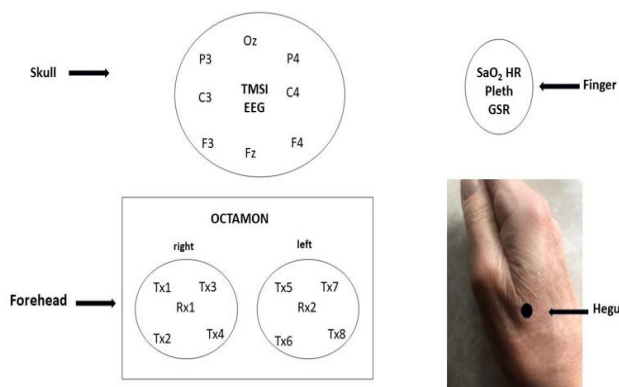 Skull
Oz
P3 P4
C3 TMSI EEG C4
F3 Fz F4
SaO₂ HR
Pleth
GSR
Finger
OCTAMON
right left
Tx1 Tx3 Tx5 Tx7
Rx1 Rx2
Tx2 Tx4 Tx6 Tx8
Forehead
Hegu